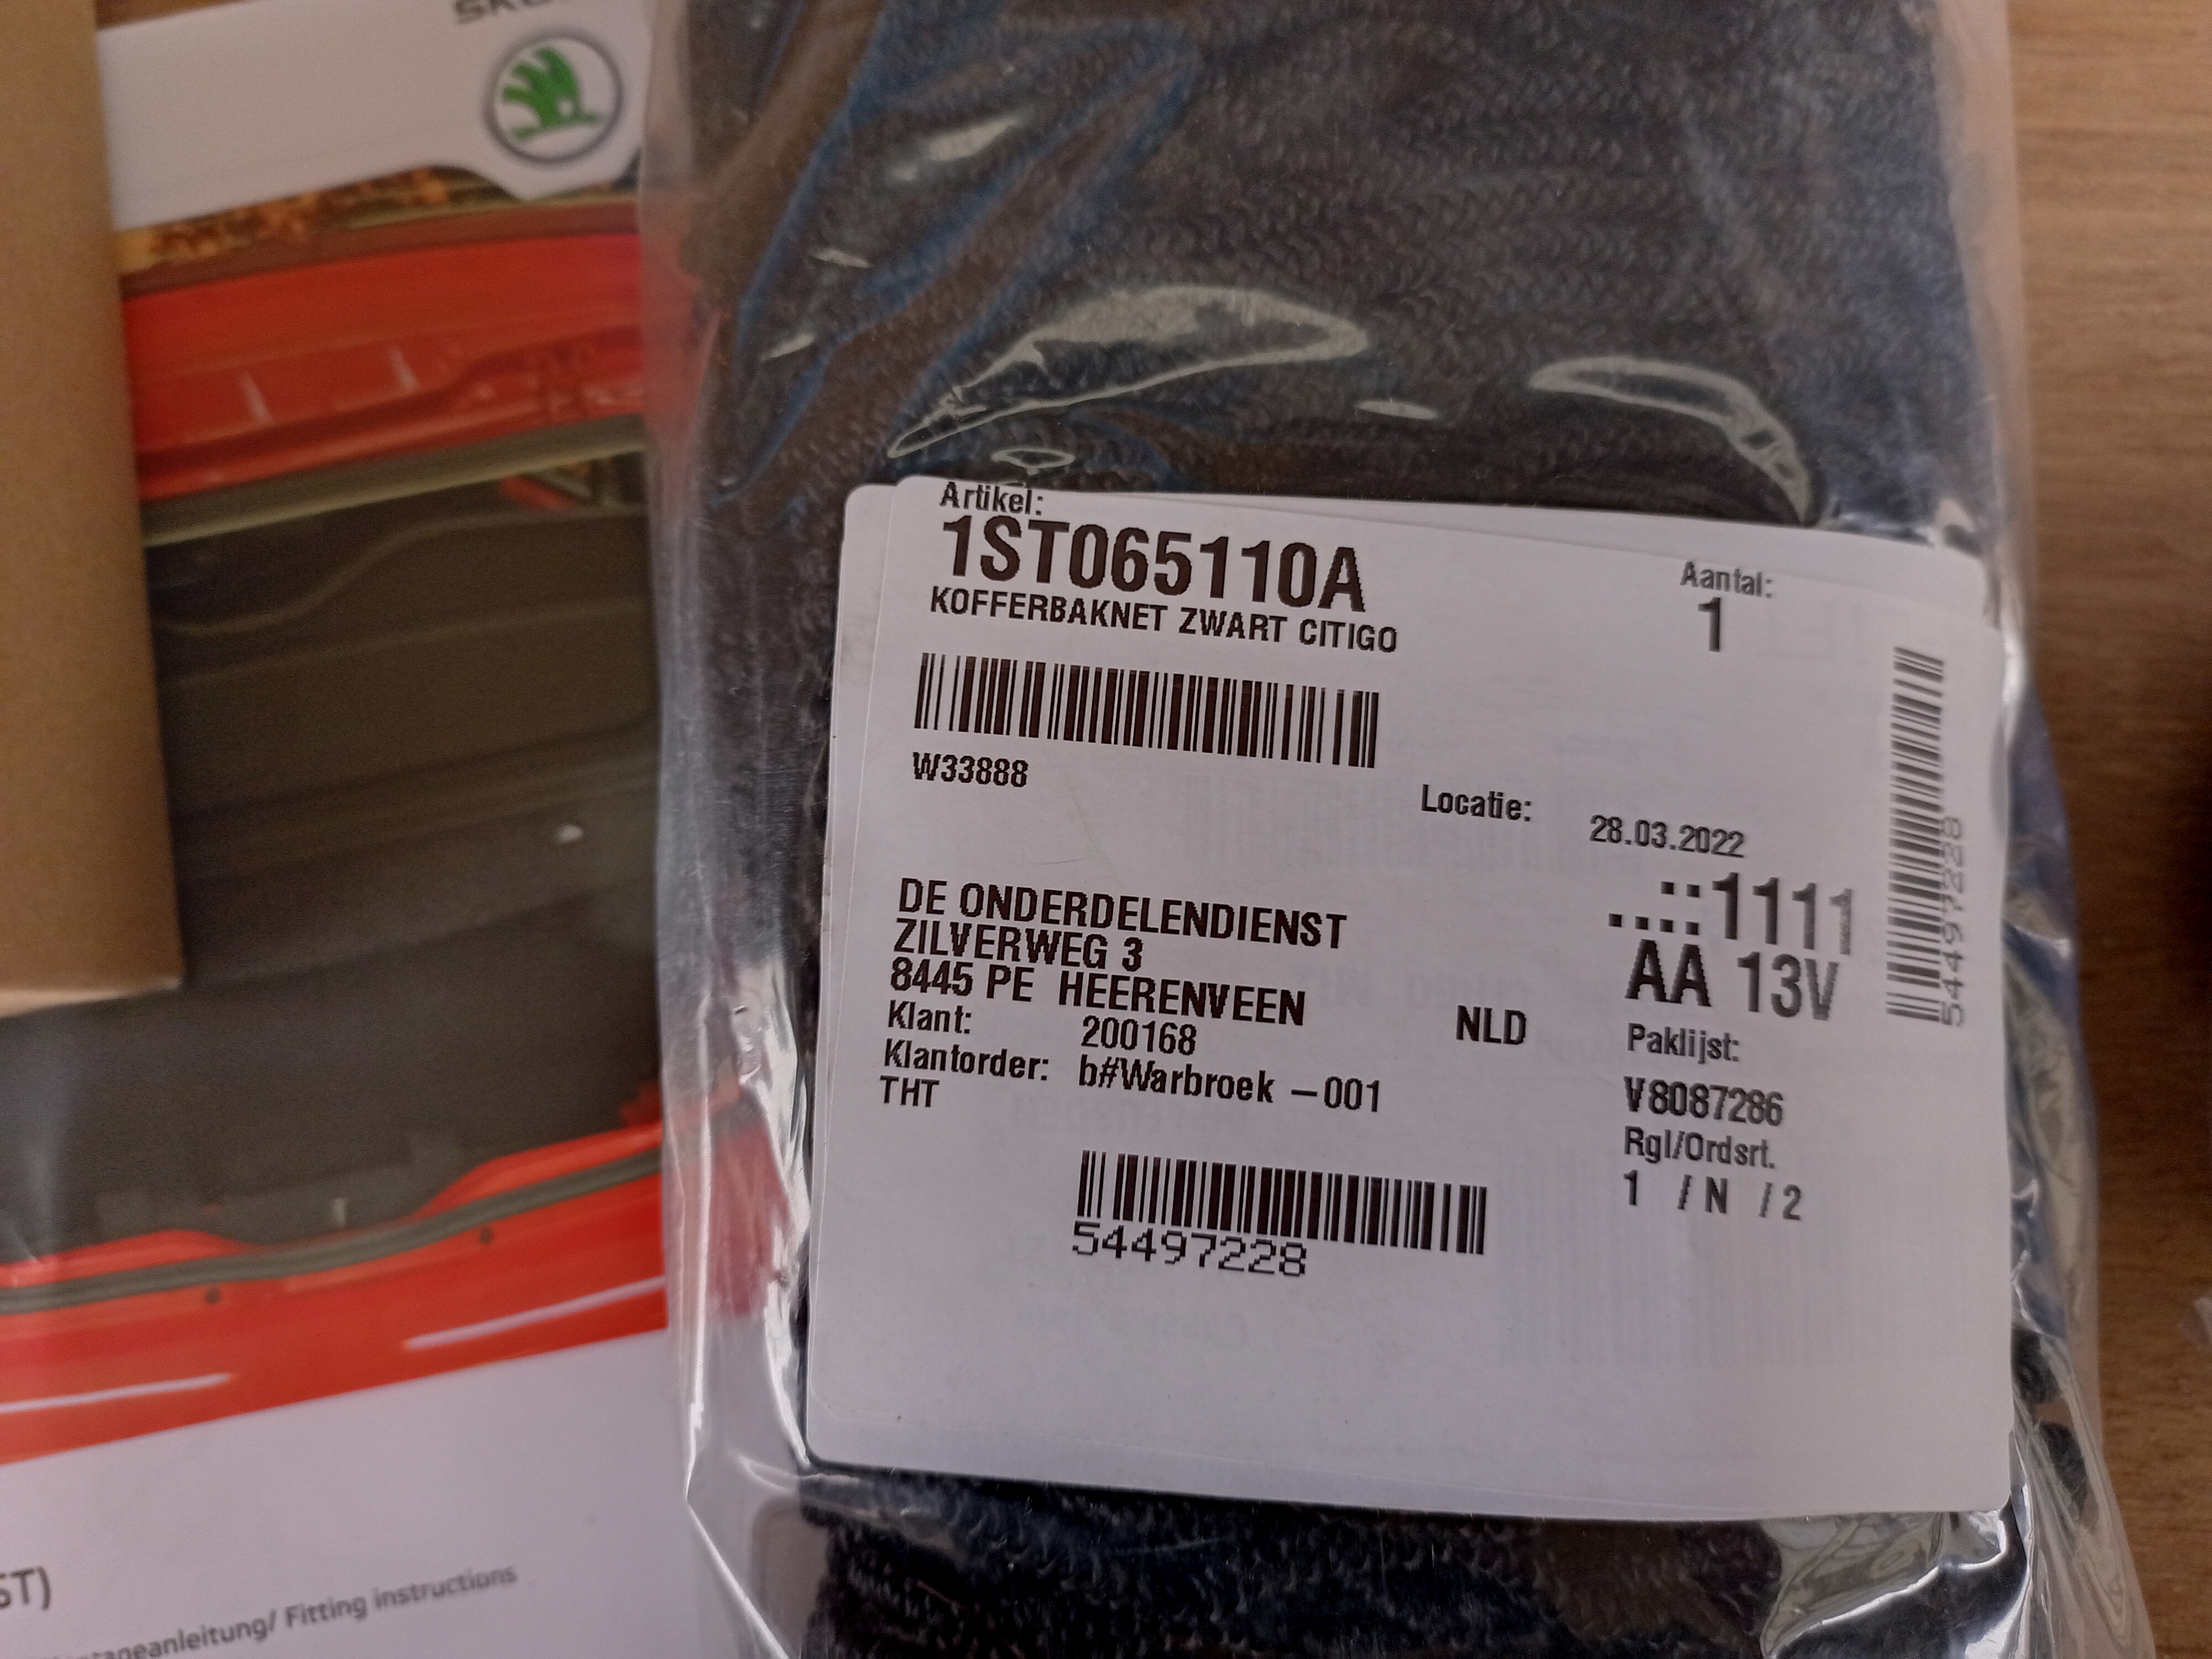 Artikel:
1ST065110A
KOFFERBAKNET ZWART CITIGO
Aantal:
1
W33888
Locatie:
28.03.2022
..::1111
AA 13V
DE ONDERDELENDIENST
ZILVERWEG 3
8445 PE HEERENVEEN
NLD
Klant: 200168
Klantorder: b#Warbroek –001
THT
Paklijst:
V8087286
Rgl/Ordsrt.
1 / N / 2
54497228
54497228
ST)
Fitting instructions